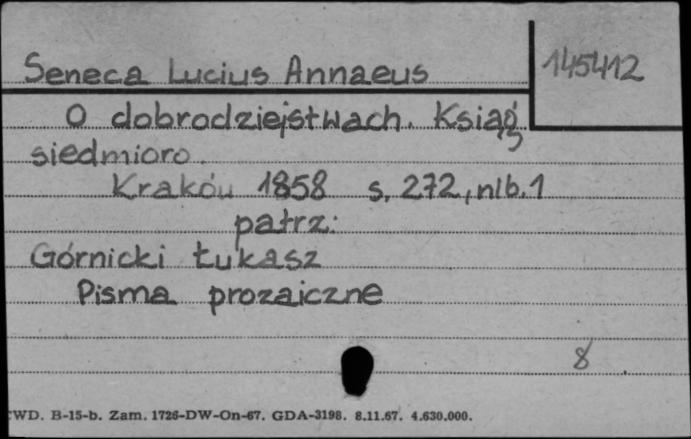 Seneca Lucius Annaeus
145412
O dobrodziejstwach. Ksiąg
siedmioro.
Kraków 1858 s. 272, nlb. 1
patrz:
Górnicki Łukasz
Pisma prozaiczne
8
WD. B-15-b. Zam. 1726-DW-On-67. GDA-3198. 8.11.67. 4.630.000.